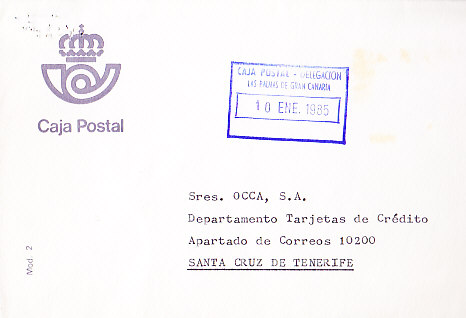 Caja Postal
CAJA POSTAL - DELEGACION
LAS PALMAS DE GRAN CANARIA
10 ENE. 1985
Sres. OCCA, S.A.
Departamento Tarjetas de Crédito
Apartado de Correos 10200
SANTA CRUZ DE TENERIFE
Mod. 2